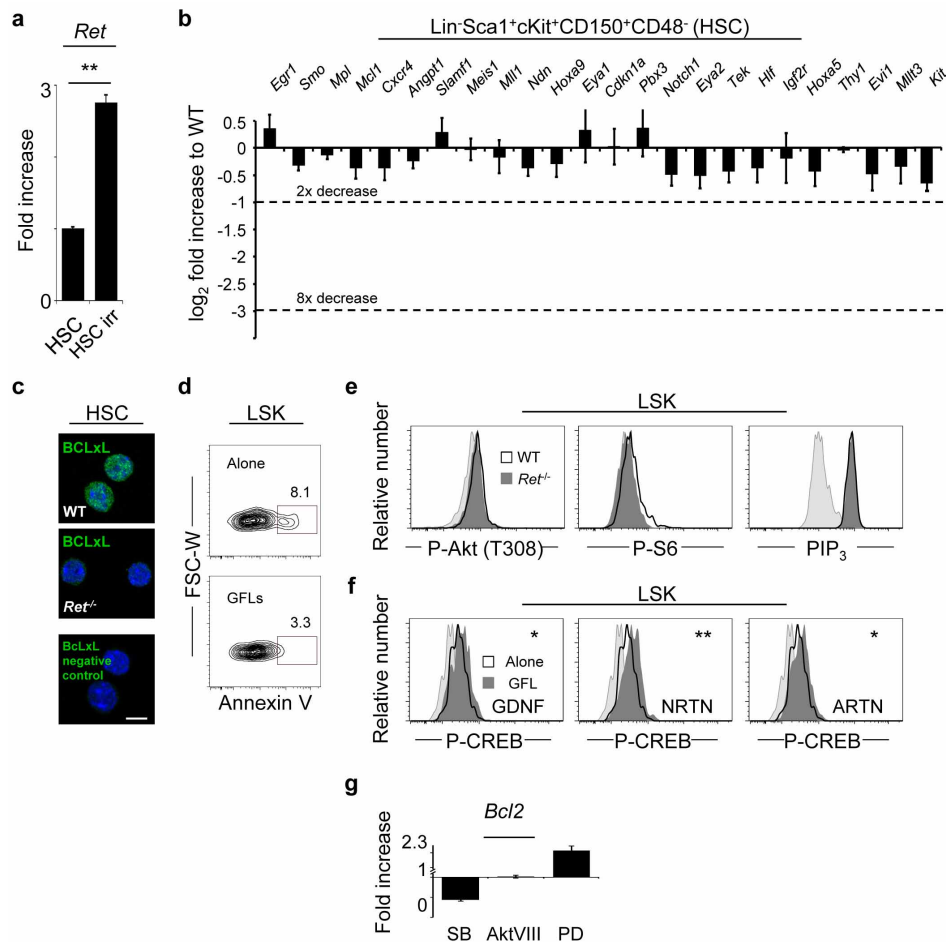 a
Ret
**
3
0
Fold increase
HSC
HSC irr
b
Lin-Sca1+cKit+CD150+CD48- (HSC)
Egr1 Smo Mpl Mcl1 Cxcr4 Angpt1 Slamf1 Meis1 Mll1 Ndn Hoxa9 Eya1 Cdkn1a Pbx3 Notch1 Eya2 Tek Hlf Igf2r Hoxa5 Thy1 Evi1 Mllt3 Kit
log2 fold increase to WT
0.5
0
-0.5
2x decrease
-1
-1.5
-2
-2.5
8x decrease
-3
c
HSC
BCLxL
WT
BCLxL
Ret-/-
BcLxL
negative
control
d
LSK
Alone
8.1
GFLs
3.3
FSC-W
Annexin V
e
LSK
Relative number
WT
Ret-/-
P-Akt (T308)
P-S6
PIP3
f
LSK
Relative number
* ** *
Alone
GFL
GDNF NRTN ARTN
P-CREB P-CREB P-CREB
g
Bcl2
Fold increase
2.3
1
0
SB AktVIII PD